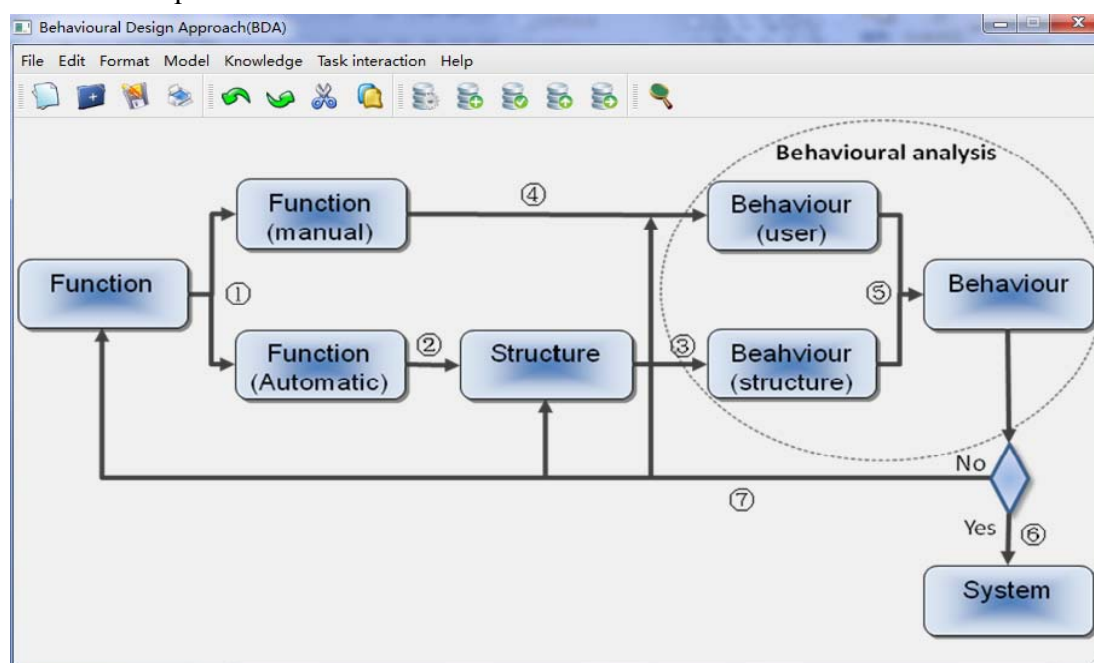 Behavioural Design Approach(BDA)
File Edit Format Model Knowledge Task interaction Help
Behavioural analysis
Function
(manual)
④
Behaviour
(user)
Function
①
⑤
Behaviour
Function
(Automatic)
②
Structure
③
Beahviour
(structure)
No
⑦
Yes
⑥
System